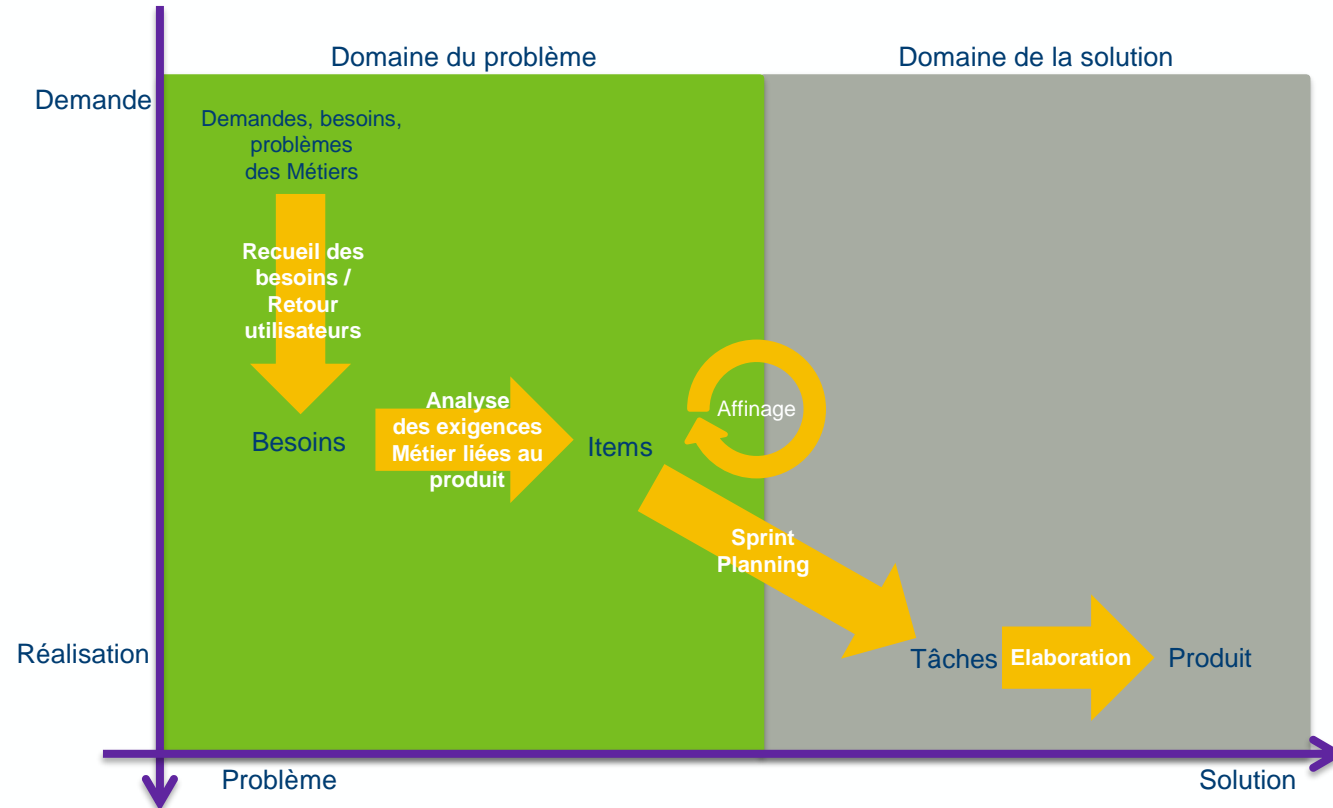 Domaine du problème
Domaine de la solution
Demande
Demandes, besoins,
problèmes
des Métiers
Recueil des
besoins /
Retour
utilisateurs
Besoins
Analyse
des exigences
Métier liées au
produit
Items
Affinage
Sprint
Planning
Réalisation
Tâches
Elaboration
Produit
Problème
Solution